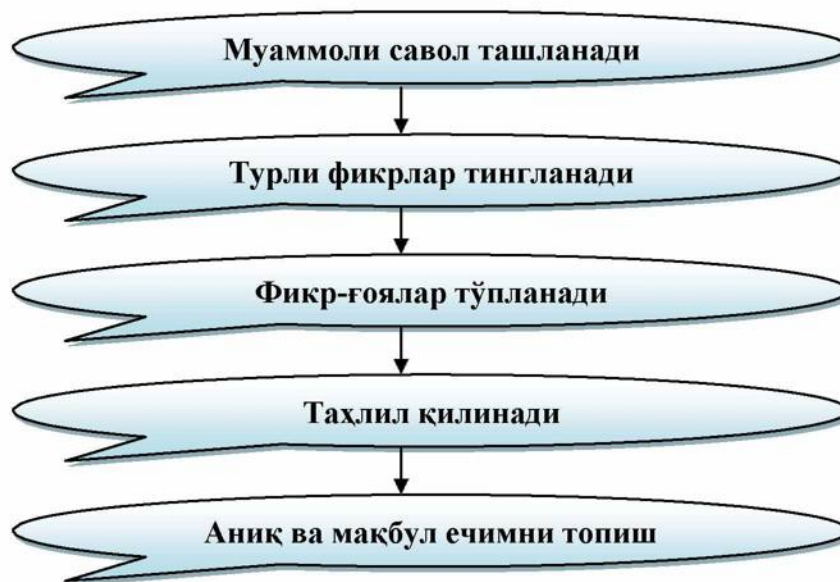 Муаммоли савол ташланади
Турли фикрлар тингланади
Фикр-ғоялар тўпланади
Таҳлил қилинади
Аниқ ва мақбул ечимни топиш